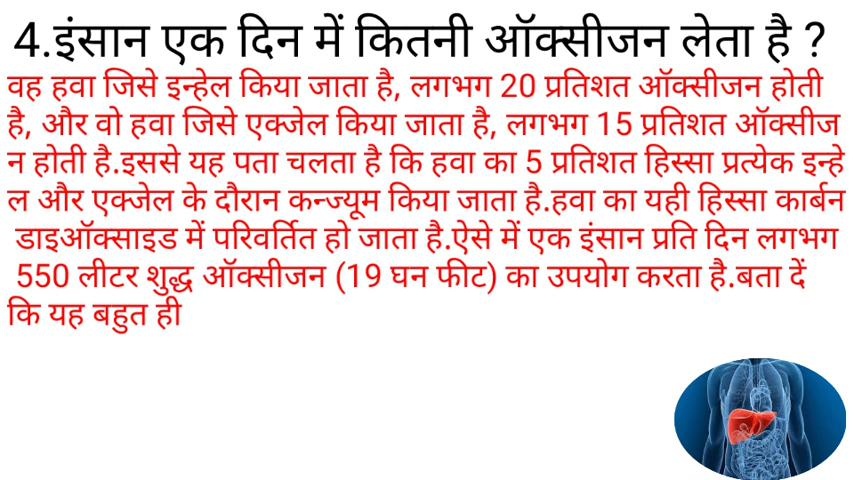 4.इंसान एक दिन में कितनी ऑक्सीजन लेता है ?
वह हवा जिसे इन्हेल किया जाता है, लगभग 20 प्रतिशत ऑक्सीजन होती
है, और वो हवा जिसे एक्जेल किया जाता है, लगभग 15 प्रतिशत ऑक्सीज
न होती है.इससे यह पता चलता है कि हवा का 5 प्रतिशत हिस्सा प्रत्येक इन्हे
ल और एक्जेल के दौरान कन्ज्यूम किया जाता है.हवा का यही हिस्सा कार्बन
डाइऑक्साइड में परिवर्तित हो जाता है.ऐसे में एक इंसान प्रति दिन लगभग
550 लीटर शुद्ध ऑक्सीजन (19 घन फीट) का उपयोग करता है.बता दें
कि यह बहुत ही